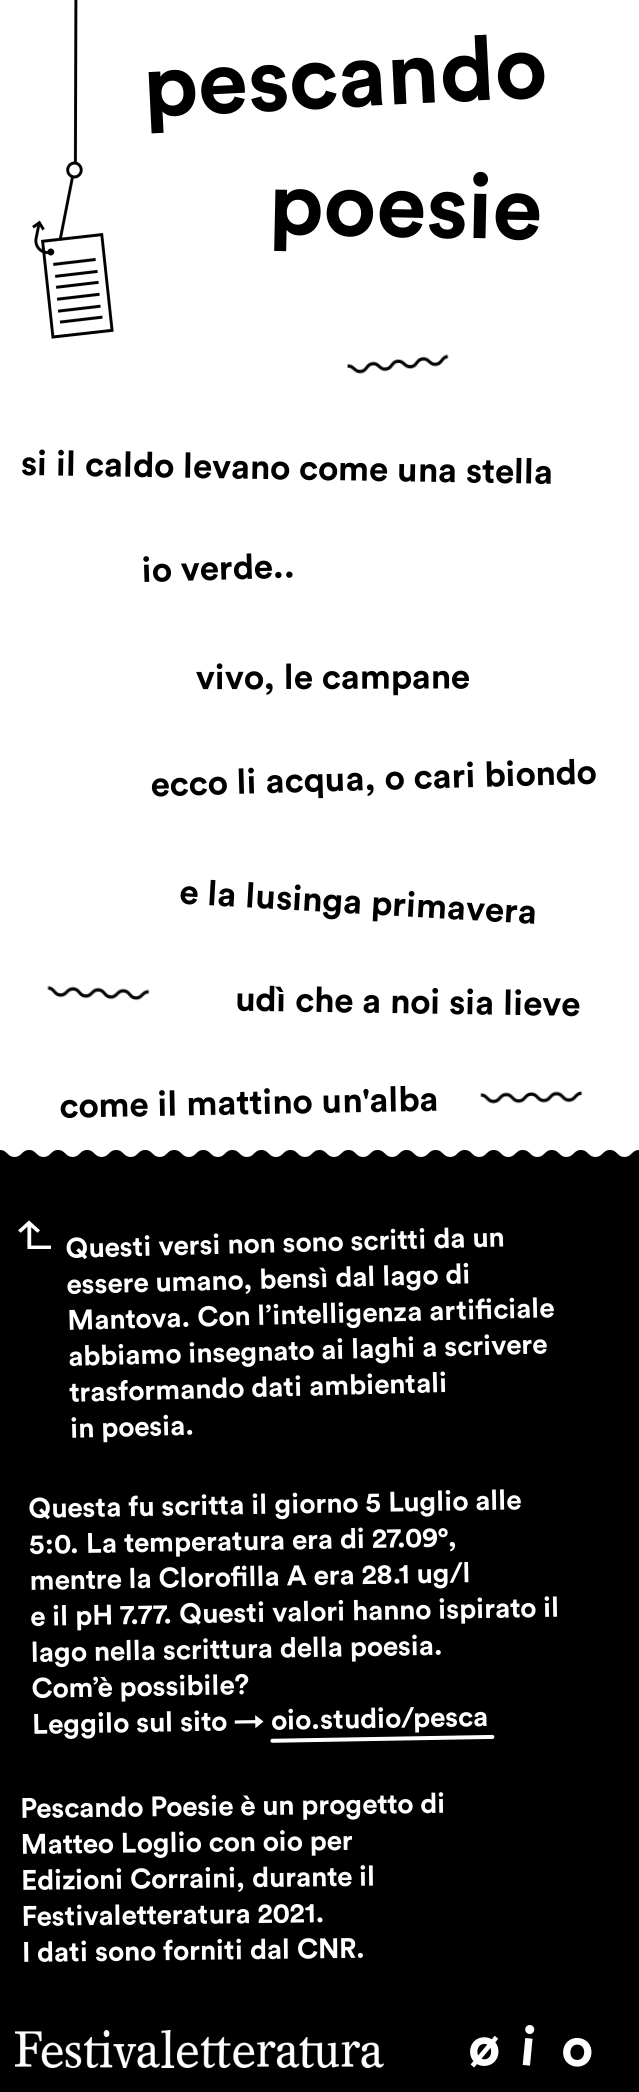 pescando
poesie
si il caldo levano come una stella
io verde..
vivo, le campane
ecco li acqua, o cari biondo
e la lusinga primavera
udì che a noi sia lieve
come il mattino un'alba
Questi versi non sono scritti da un
essere umano, bensì dal lago di
Mantova. Con l’intelligenza artificiale
abbiamo insegnato ai laghi a scrivere
trasformando dati ambientali
in poesia.
Questa fu scritta il giorno 5 Luglio alle
5:0. La temperatura era di 27.09°,
mentre la Clorofilla A era 28.1 ug/l
e il pH 7.77. Questi valori hanno ispirato il
lago nella scrittura della poesia.
Com’è possibile?
Leggilo sul sito → oio.studio/pesca
Pescando Poesie è un progetto di
Matteo Loglio con oio per
Edizioni Corraini, durante il
Festivaletteratura 2021.
I dati sono forniti dal CNR.
Festivaletteratura ø i o